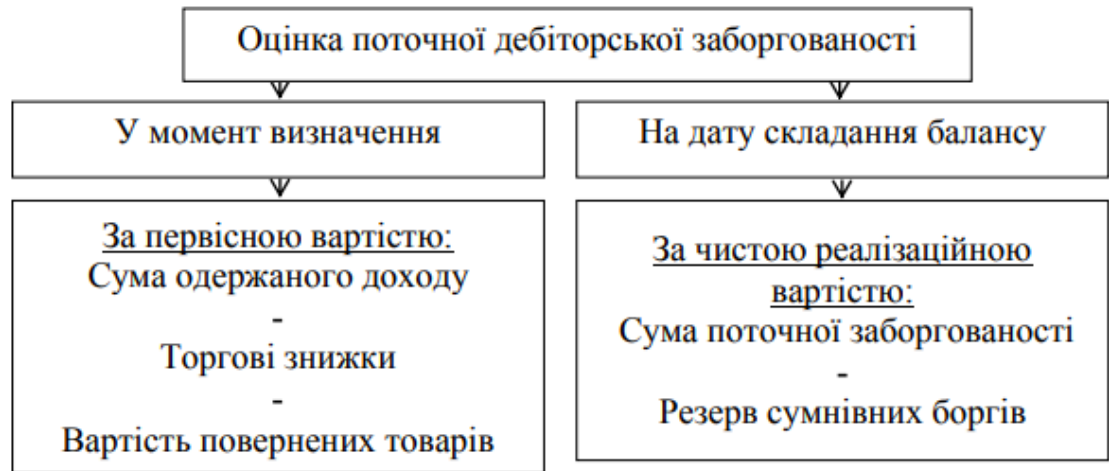 Оцінка поточної дебіторської заборгованості
У момент визначення
На дату складання балансу
За первісною вартістю:
Сума одержаного доходу
-
Торгові знижки
-
Вартість повернених товарів
За чистою реалізаційною
вартістю:
Сума поточної заборгованості
-
Резерв сумнівних боргів